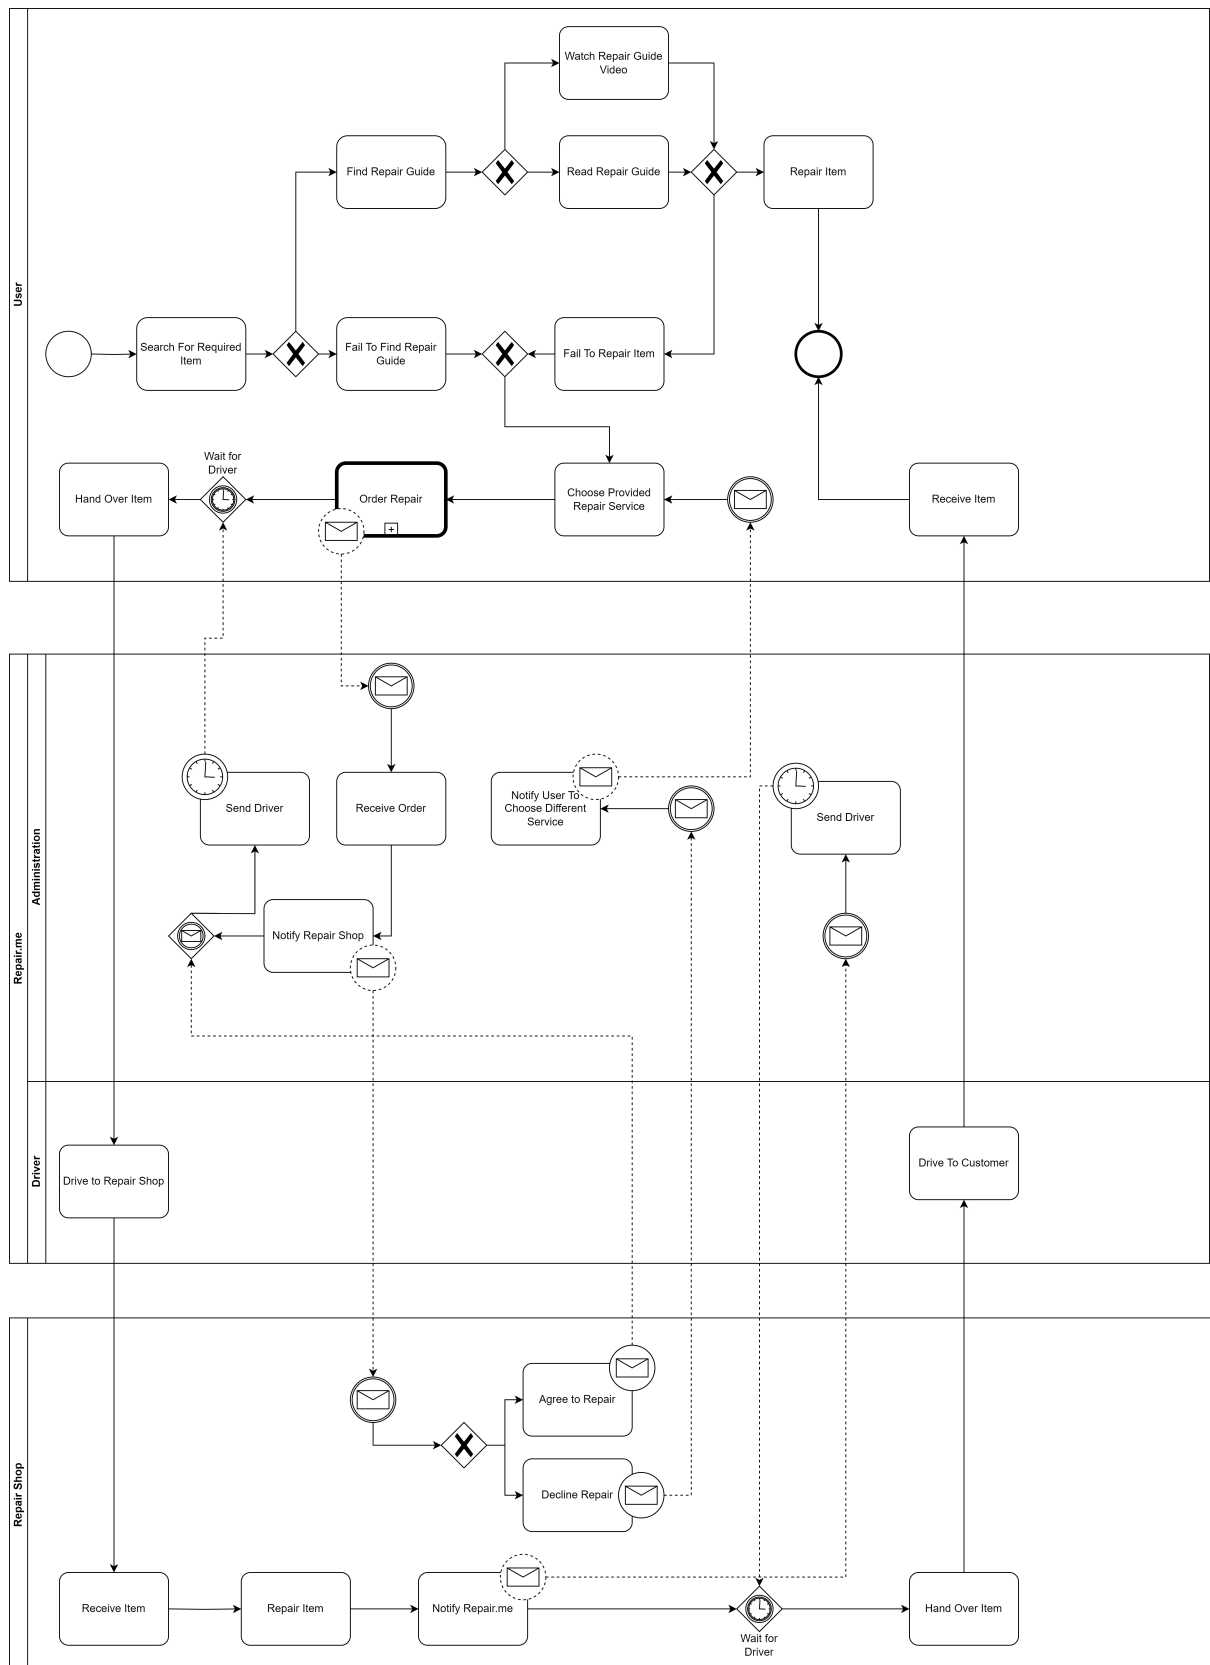 User
Watch Repair Guide
Video
Find Repair Guide
Read Repair Guide
Repair Item
Search For Required
Item
Fail To Find Repair
Guide
Fail To Repair Item
Wait for
Driver
Hand Over Item
Order Repair
Choose Provided
Repair Service
Receive Item
Repair.me
Administration
Send Driver
Receive Order
Notify User To
Choose Different
Service
Send Driver
Notify Repair Shop
Driver
Drive to Repair Shop
Drive To Customer
Repair Shop
Agree to Repair
Decline Repair
Receive Item
Repair Item
Notify Repair.me
Wait for
Driver
Hand Over Item